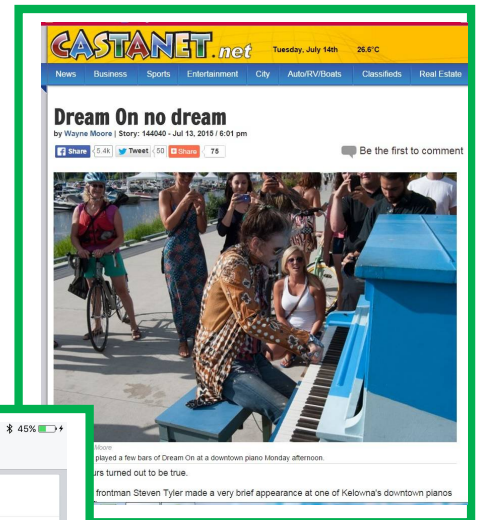 CASTANET.net Tuesday, July 14th 26.6°C
News Business Sports Entertainment City Auto/RV/Boats Classifieds Real Estate
Dream On no dream
by Wayne Moore | Story: 144040 - Jul 13, 2015 / 6:01 pm
Share 5.4k Tweet 50 Share 75 Be the first to comment
Moore
played a few bars of Dream On at a downtown piano Monday afternoon.
urs turned out to be true.
frontman Steven Tyler made a very brief appearance at one of Kelowna's downtown pianos
45%